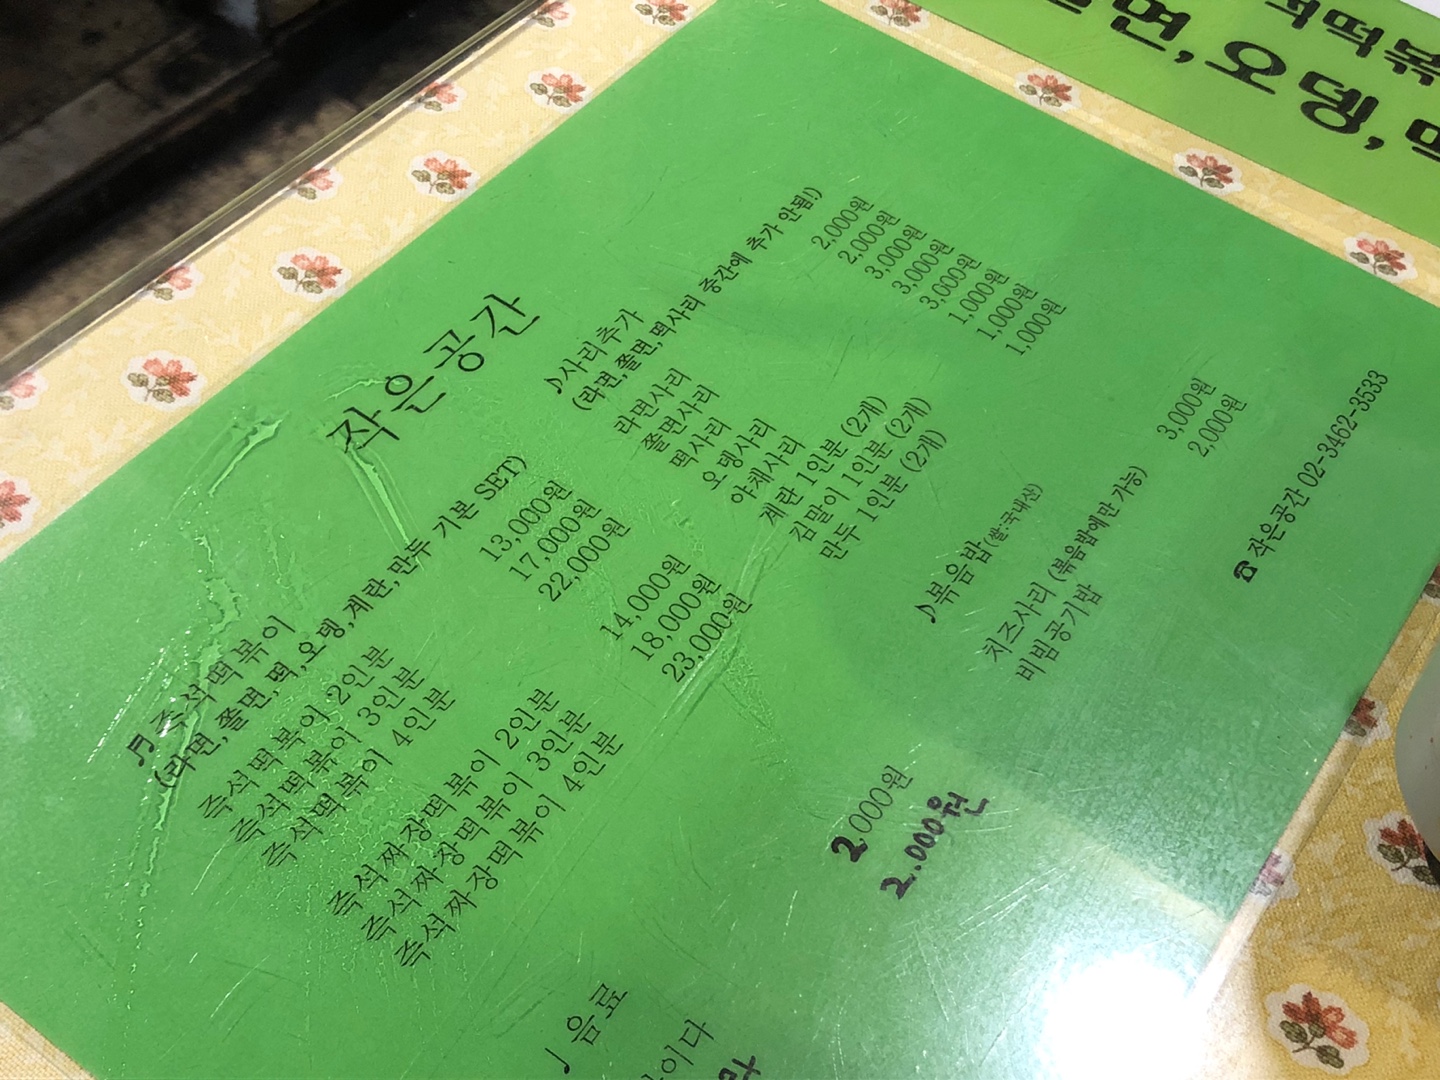 작은공간
♬ 즉석떡볶이
(라면,쫄면,떡,오뎅,계란,만두 기본 SET)
즉석떡볶이 2인분 13,000원
즉석떡볶이 3인분 17,000원
즉석떡볶이 4인분 22,000원
즉석짜장떡볶이 2인분 14,000원
즉석짜장떡볶이 3인분 18,000원
즉석짜장떡볶이 4인분 23,000원
♩ 음료
이다 2,000원
2.000원
♪사리추가
(라면,쫄면,떡사리 중간에 추가 안됨!)
라면사리 2,000원
쫄면사리 2,000원
떡사리 3,000원
오뎅사리 3,000원
야채사리 3,000원
계란 1인분 (2개) 1,000원
김말이 1인분 (2개) 1,000원
만두 1인분 (2개) 1,000원
♪볶음밥(쌀:국내산)
치즈사리 (볶음밥에만 가능) 3,000원
비빔공기밥 2,000원
☎ 작은공간 02-3462-3533
석떡볶
면,오뎅,